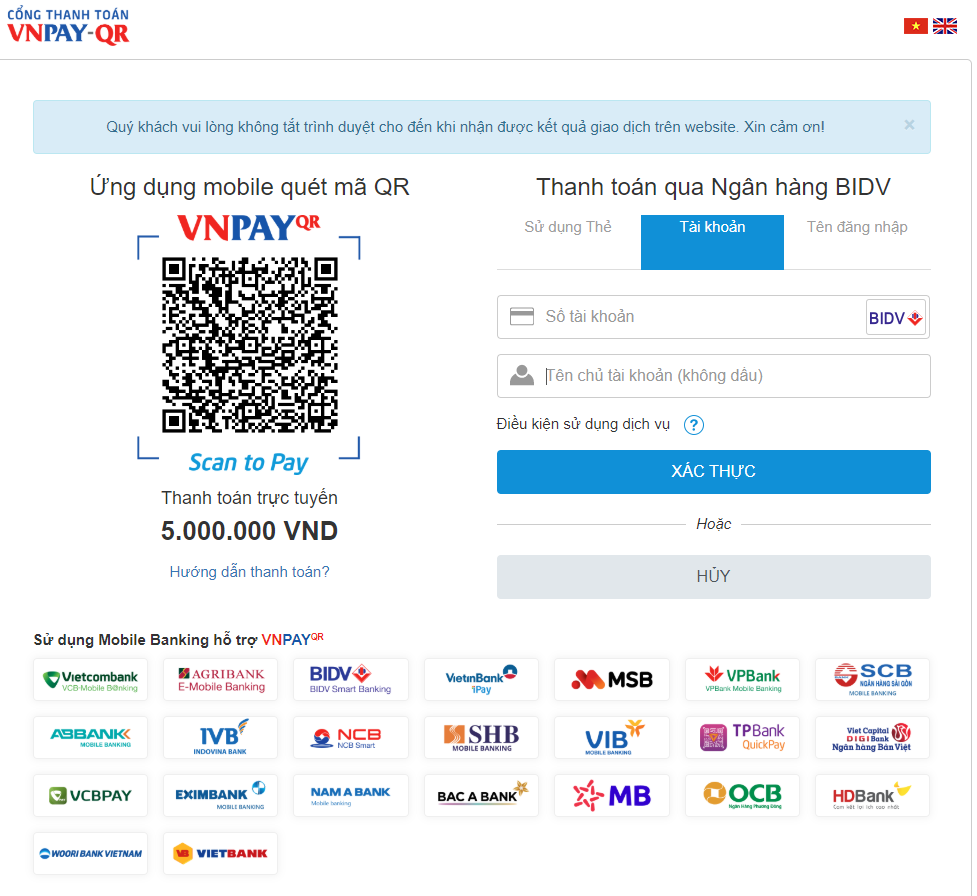 CỔNG THANH TOÁN
VNPAY-QR
Quý khách vui lòng không tắt trình duyệt cho đến khi nhận được kết quả giao dịch trên website. Xin cảm ơn!
×
Ứng dụng mobile quét mã QR
VNPAYQR
Scan to Pay
Thanh toán trực tuyến
5.000.000 VND
Hướng dẫn thanh toán?
Thanh toán qua Ngân hàng BIDV
Sử dụng Thẻ
Tài khoản
Tên đăng nhập
Số tài khoản
BIDV
Tên chủ tài khoản (không dấu)
Điều kiện sử dụng dịch vụ ?
XÁC THỰC
Hoặc
HỦY
Sử dụng Mobile Banking hỗ trợ VNPAYQR
Vietcombank
VCB-Mobile B@nking
AGRIBANK
E-Mobile Banking
BIDV
BIDV Smart Banking
VietinBank
iPay
MSB
VPBank
VPBank Mobile Banking
SCB
NGÂN HÀNG SÀI GÒN
MOBILE BANKING
ABBANK
MOBILE BANKING
IVB
INDOVINA BANK
NCB
NCB Smart
SHB
MOBILE BANKING
VIB
MOBILE BANKING
TPBank
QuickPay
Viet Capital
DIGIBank
Ngân hàng Bản Việt
VCBPAY
EXIMBANK
MOBILE BANKING
NAM A BANK
Mobile banking
BAC A BANK
MB
OCB
Ngân Hàng Phương Đông
HDBank
Cam kết lợi ích cao nhất
WOORI BANK VIETNAM
VB VIETBANK